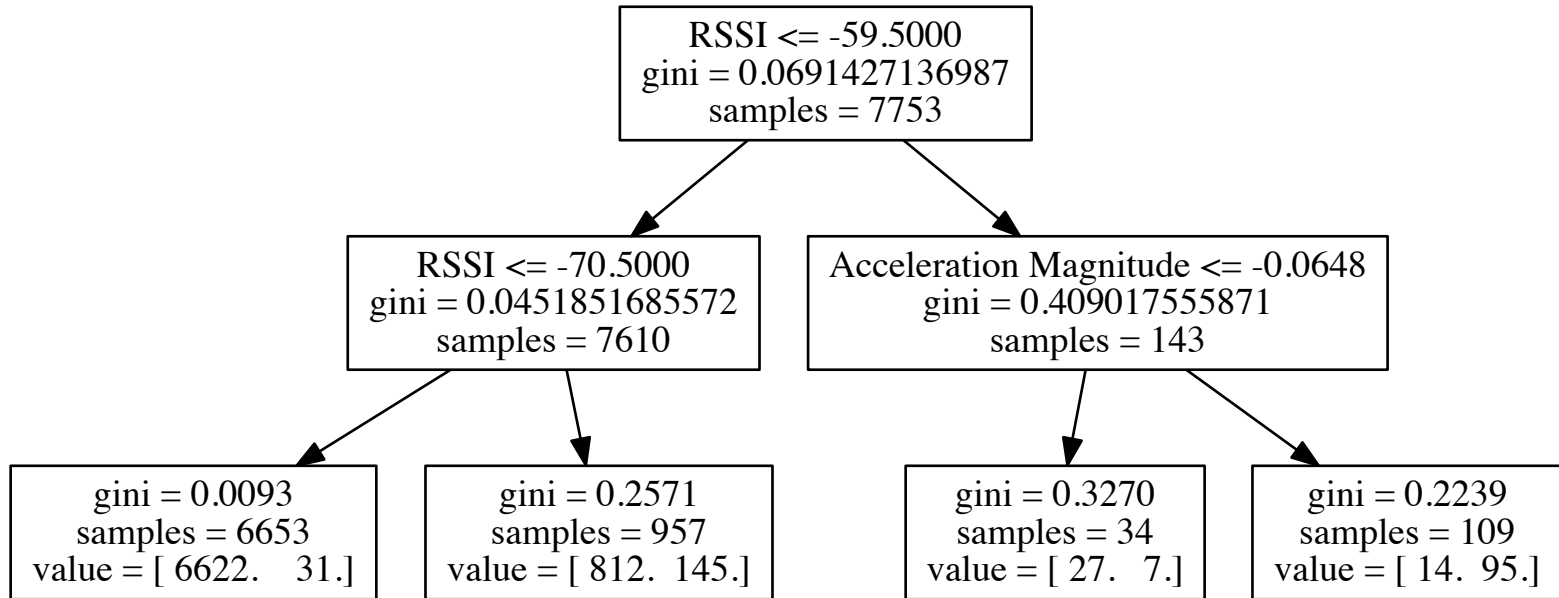 RSSI <= -59.5000
gini = 0.0691427136987
samples = 7753
RSSI <= -70.5000
gini = 0.0451851685572
samples = 7610
Acceleration Magnitude <= -0.0648
gini = 0.409017555871
samples = 143
gini = 0.0093
samples = 6653
value = [ 6622.    31.]
gini = 0.2571
samples = 957
value = [ 812.  145.]
gini = 0.3270
samples = 34
value = [ 27.   7.]
gini = 0.2239
samples = 109
value = [ 14.  95.]